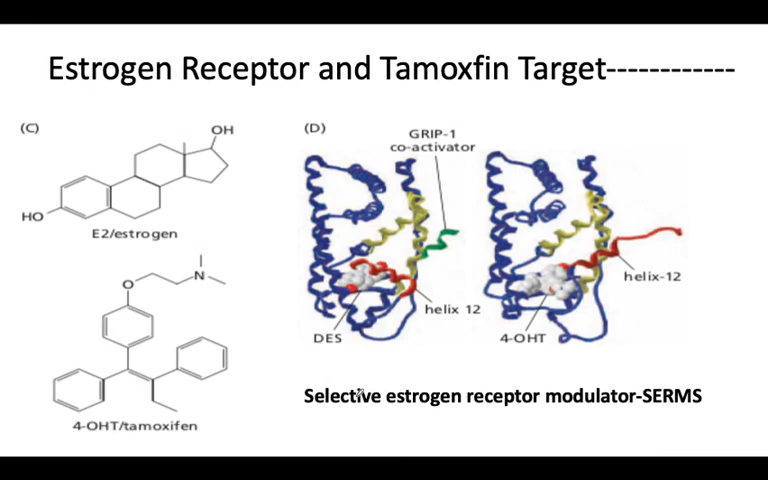 Estrogen Receptor and Tamoxfin Target------------
(C)
OH
HO
E2/estrogen
O
N
4-OHT/tamoxifen
(D)
GRIP-1
co-activator
helix 12
DES
helix-12
4-OHT
Selective estrogen receptor modulator-SERMS